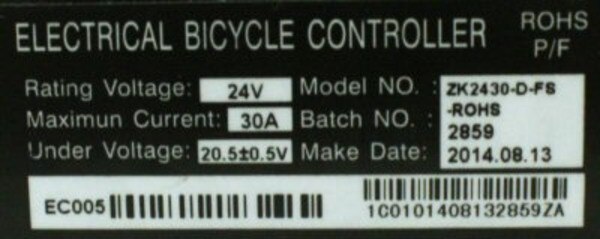 ELECTRICAL BICYCLE CONTROLLER ROHS
P/F
Rating Voltage: 24V Model NO. : ZK2430-D-FS
-ROHS
Maximun Current: 30A Batch NO. : 2859
Under Voltage: 20.5±0.5V Make Date: 2014.08.13
EC005
1C0101408132859ZA